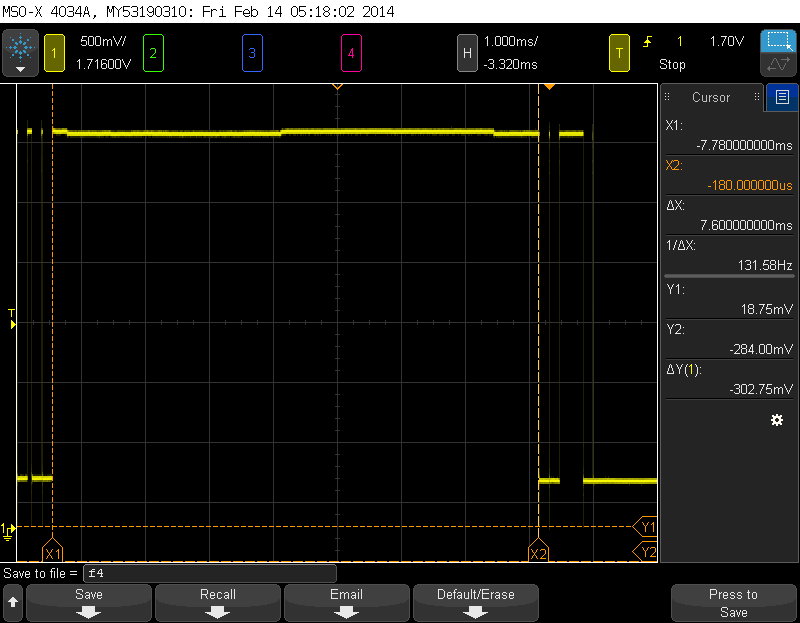 MSO-X 4034A, MY53190310: Fri Feb 14 05:18:02 2014
1 500mV/ 2 3 4 H 1.000ms/ T 1 1.70V
1.71600V -3.320ms Stop
Cursor
X1:
-7.780000000ms
X2:
-180.000000us
ΔX:
7.600000000ms
1/ΔX:
131.58Hz
Y1:
18.75mV
Y2:
-284.00mV
ΔY(1):
-302.75mV
T
1
Y1
X1 X2 Y2
Save to file = f4
Save Recall Email Default/Erase Press to
Save